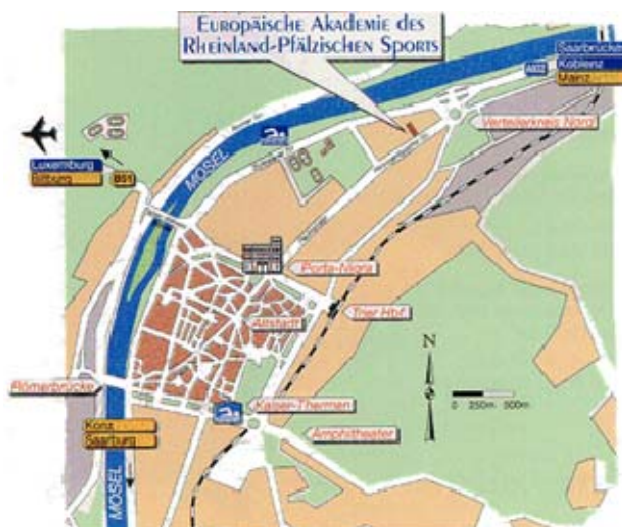 Europäische Akademie des
Rheinland-Pfälzischen Sports
Saarbrücken
Koblenz
Mainz
A602
Verteilerkreis Nord
Luxemburg
Bitburg
B51
MOSEL
Porta-Nigra
Altstadt
Trier Hbf
N
Römerbrücke
Kaiser-Thermen
0 250m. 500m.
Konz
Saarburg
Amphitheater
MOSEL